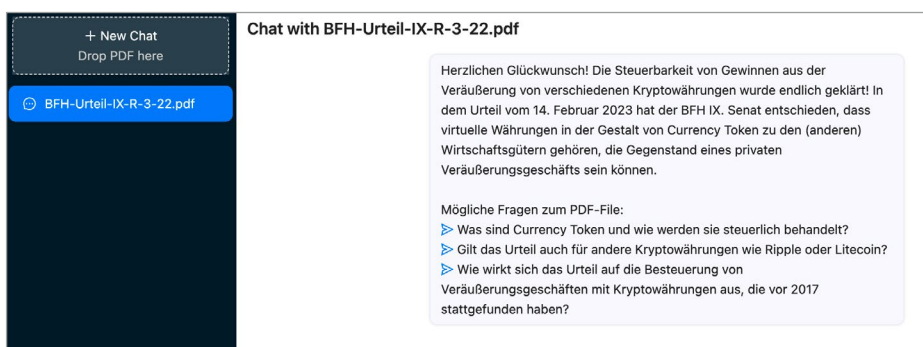 + New Chat
Drop PDF here
BFH-Urteil-IX-R-3-22.pdf
Chat with BFH-Urteil-IX-R-3-22.pdf
Herzlichen Glückwunsch! Die Steuerbarkeit von Gewinnen aus der
Veräußerung von verschiedenen Kryptowährungen wurde endlich geklärt! In
dem Urteil vom 14. Februar 2023 hat der BFH IX. Senat entschieden, dass
virtuelle Währungen in der Gestalt von Currency Token zu den (anderen)
Wirtschaftsgütern gehören, die Gegenstand eines privaten
Veräußerungsgeschäfts sein können.
Mögliche Fragen zum PDF-File:
Was sind Currency Token und wie werden sie steuerlich behandelt?
Gilt das Urteil auch für andere Kryptowährungen wie Ripple oder Litecoin?
Wie wirkt sich das Urteil auf die Besteuerung von
Veräußerungsgeschäften mit Kryptowährungen aus, die vor 2017
stattgefunden haben?